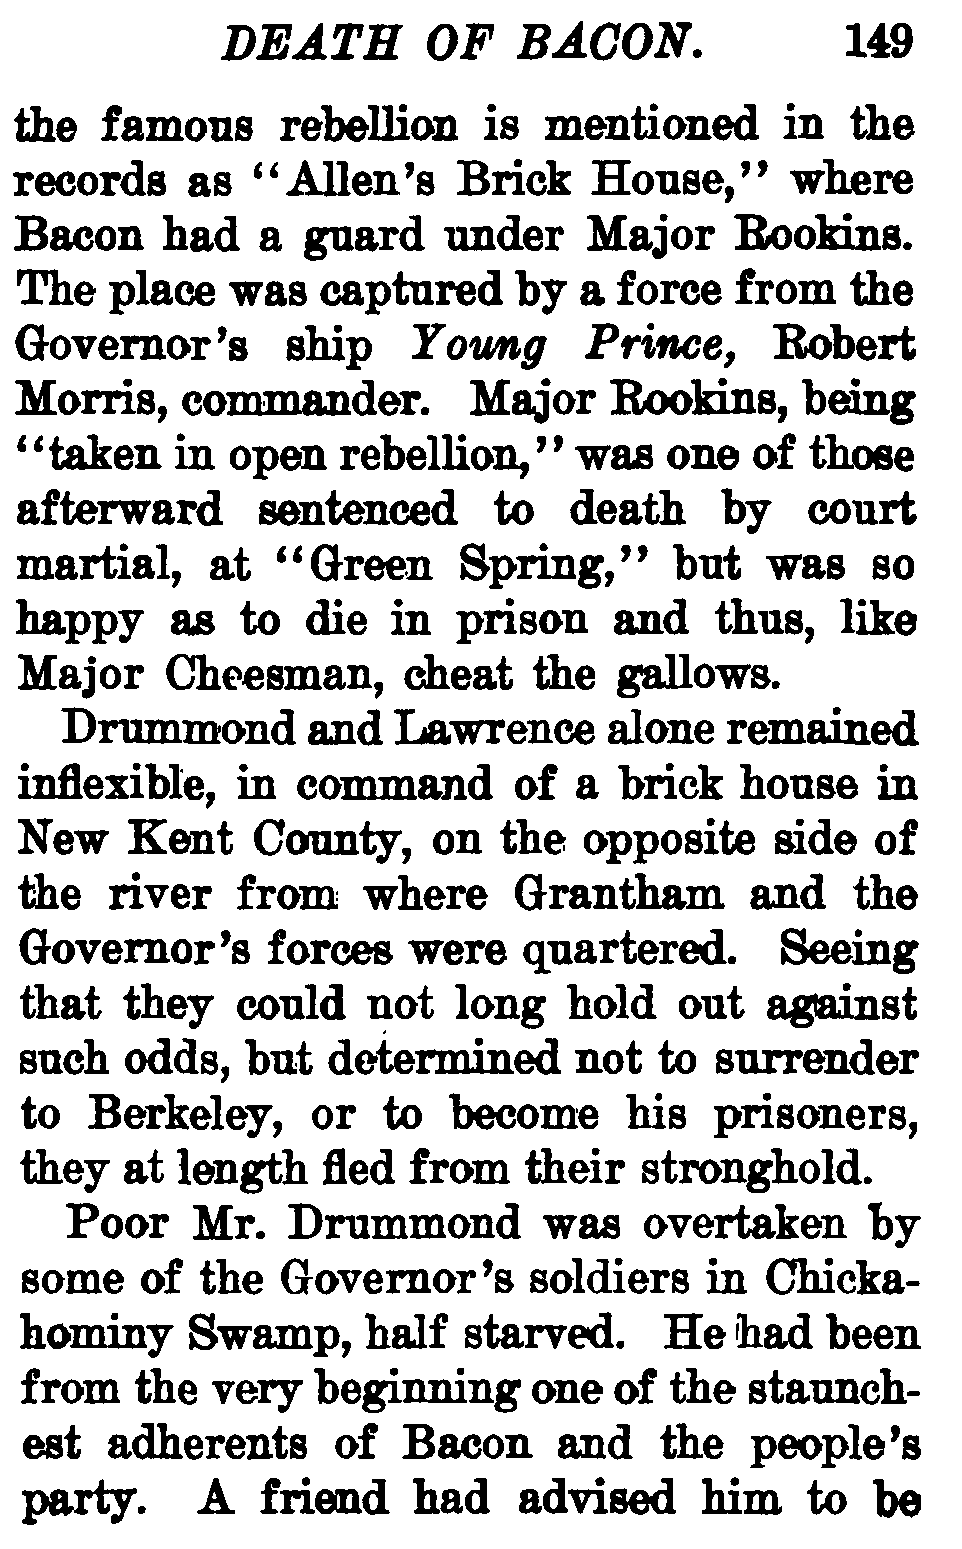 DEATH OF BACON. 149
the famous rebellion is mentioned in the
records as "Allen's Brick House," where
Bacon had a guard under Major Rookins.
The place was captured by a force from the
Governor's ship Young Prince, Robert
Morris, commander. Major Rookins, being
"taken in open rebellion," was one of those
afterward sentenced to death by court
martial, at "Green Spring," but was so
happy as to die in prison and thus, like
Major Cheesman, cheat the gallows.
Drummond and Lawrence alone remained
inflexible, in command of a brick house in
New Kent County, on the opposite side of
the river from where Grantham and the
Governor's forces were quartered. Seeing
that they could not long hold out against
such odds, but determined not to surrender
to Berkeley, or to become his prisoners,
they at length fled from their stronghold.
Poor Mr. Drummond was overtaken by
some of the Governor's soldiers in Chicka-
hominy Swamp, half starved. He had been
from the very beginning one of the staunch-
est adherents of Bacon and the people's
party. A friend had advised him to be